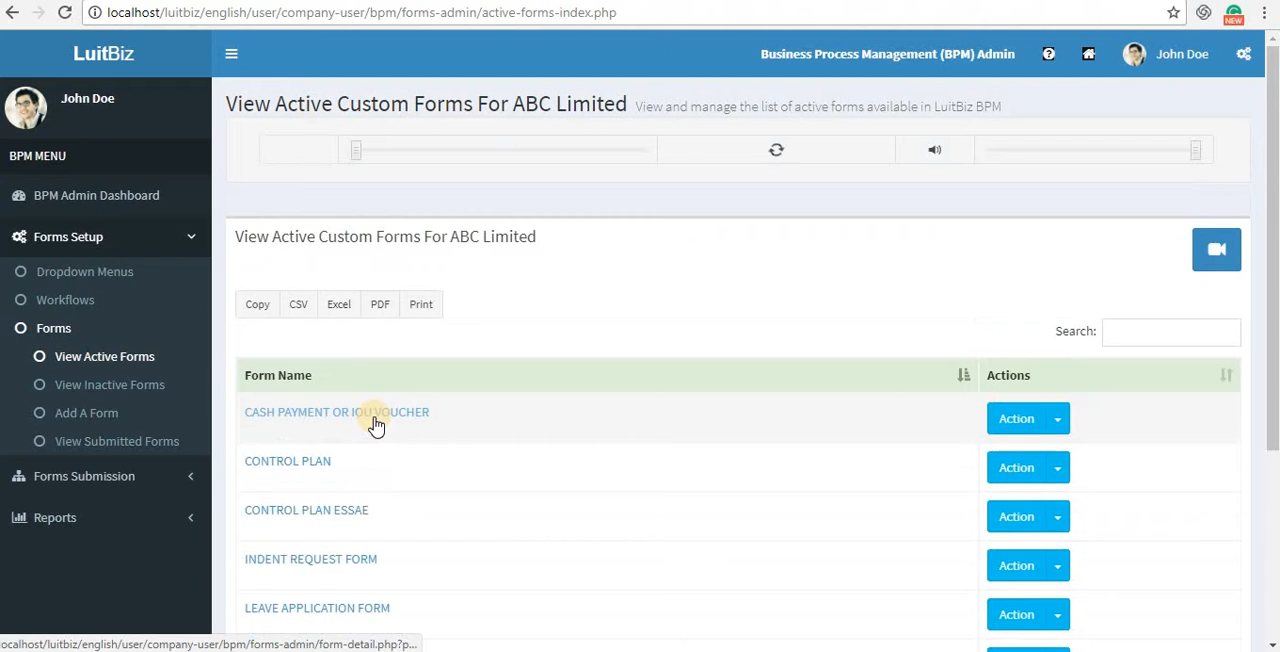 localhost/luitbiz/english/user/company-user/bpm/forms-admin/active-forms-index.php
NEW
LuitBiz
Business Process Management (BPM) Admin
John Doe
John Doe
BPM MENU
BPM Admin Dashboard
Forms Setup
Dropdown Menus
Workflows
Forms
View Active Forms
View Inactive Forms
Add A Form
View Submitted Forms
Forms Submission
Reports
View Active Custom Forms For ABC Limited View and manage the list of active forms available in LuitBiz BPM
View Active Custom Forms For ABC Limited
Copy CSV Excel PDF Print
Search:
Form Name Actions
CASH PAYMENT OR IOU VOUCHER Action
CONTROL PLAN Action
CONTROL PLAN ESSAE Action
INDENT REQUEST FORM Action
LEAVE APPLICATION FORM Action
localhost/luitbiz/english/user/company-user/bpm/forms-admin/form-detail.php?p...